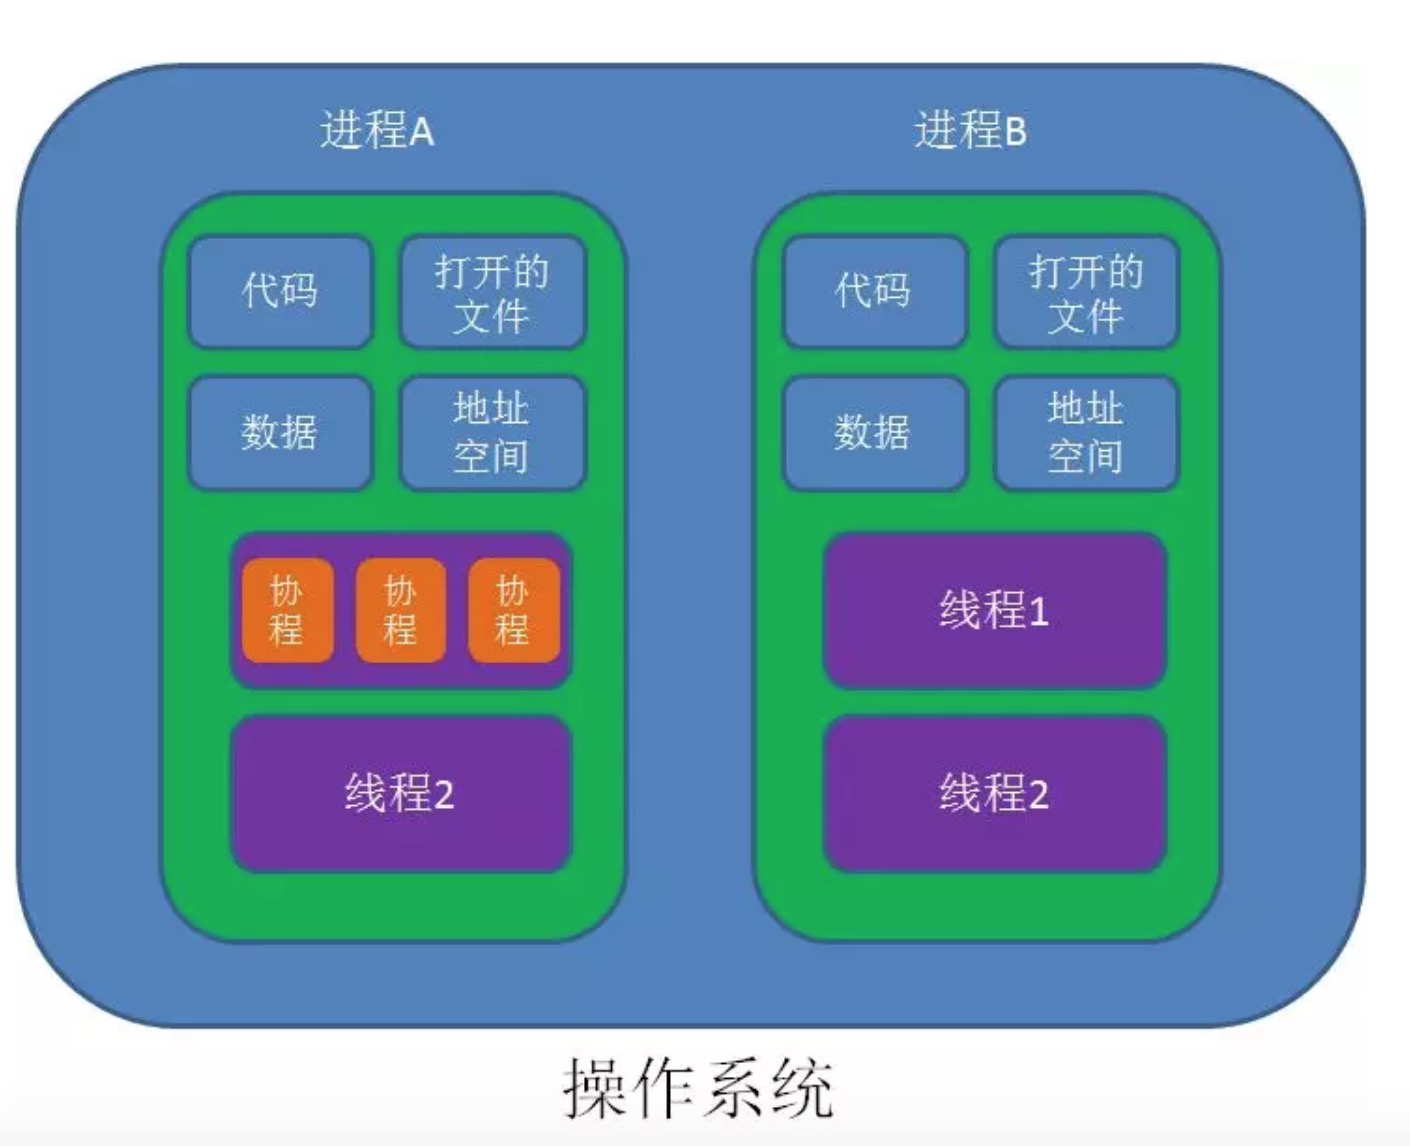 进程A
进程B
代码
打开的
文件
数据
地址
空间
协
程
协
程
协
程
线程2
代码
打开的
文件
数据
地址
空间
线程1
线程2
操作系统